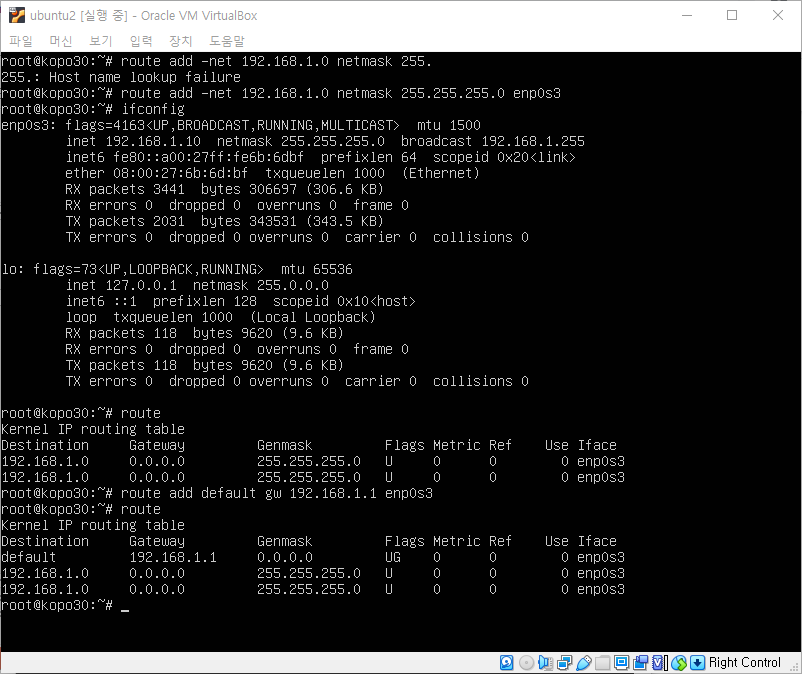 ubuntu2 [실행 중] - Oracle VM VirtualBox
파일 머신 보기 입력 장치 도움말
root@kopo30:~# route add -net 192.168.1.0 netmask 255.
255.: Host name lookup failure
root@kopo30:~# route add -net 192.168.1.0 netmask 255.255.255.0 enp0s3
root@kopo30:~# ifconfig
enp0s3: flags=4163<UP,BROADCAST,RUNNING,MULTICAST>  mtu 1500
        inet 192.168.1.10  netmask 255.255.255.0  broadcast 192.168.1.255
        inet6 fe80::a00:27ff:fe6b:6dbf  prefixlen 64  scopeid 0x20<link>
        ether 08:00:27:6b:6d:bf  txqueuelen 1000  (Ethernet)
        RX packets 3441  bytes 306697 (306.6 KB)
        RX errors 0  dropped 0  overruns 0  frame 0
        TX packets 2031  bytes 343531 (343.5 KB)
        TX errors 0  dropped 0 overruns 0  carrier 0  collisions 0
lo: flags=73<UP,LOOPBACK,RUNNING>  mtu 65536
        inet 127.0.0.1  netmask 255.0.0.0
        inet6 ::1  prefixlen 128  scopeid 0x10<host>
        loop  txqueuelen 1000  (Local Loopback)
        RX packets 118  bytes 9620 (9.6 KB)
        RX errors 0  dropped 0  overruns 0  frame 0
        TX packets 118  bytes 9620 (9.6 KB)
        TX errors 0  dropped 0 overruns 0  carrier 0  collisions 0
root@kopo30:~# route
Kernel IP routing table
Destination     Gateway         Genmask         Flags Metric Ref    Use Iface
192.168.1.0     0.0.0.0         255.255.255.0   U     0      0        0 enp0s3
192.168.1.0     0.0.0.0         255.255.255.0   U     0      0        0 enp0s3
root@kopo30:~# route add default gw 192.168.1.1 enp0s3
root@kopo30:~# route
Kernel IP routing table
Destination     Gateway         Genmask         Flags Metric Ref    Use Iface
default         192.168.1.1     0.0.0.0         UG    0      0        0 enp0s3
192.168.1.0     0.0.0.0         255.255.255.0   U     0      0        0 enp0s3
192.168.1.0     0.0.0.0         255.255.255.0   U     0      0        0 enp0s3
root@kopo30:~# _
Right Control